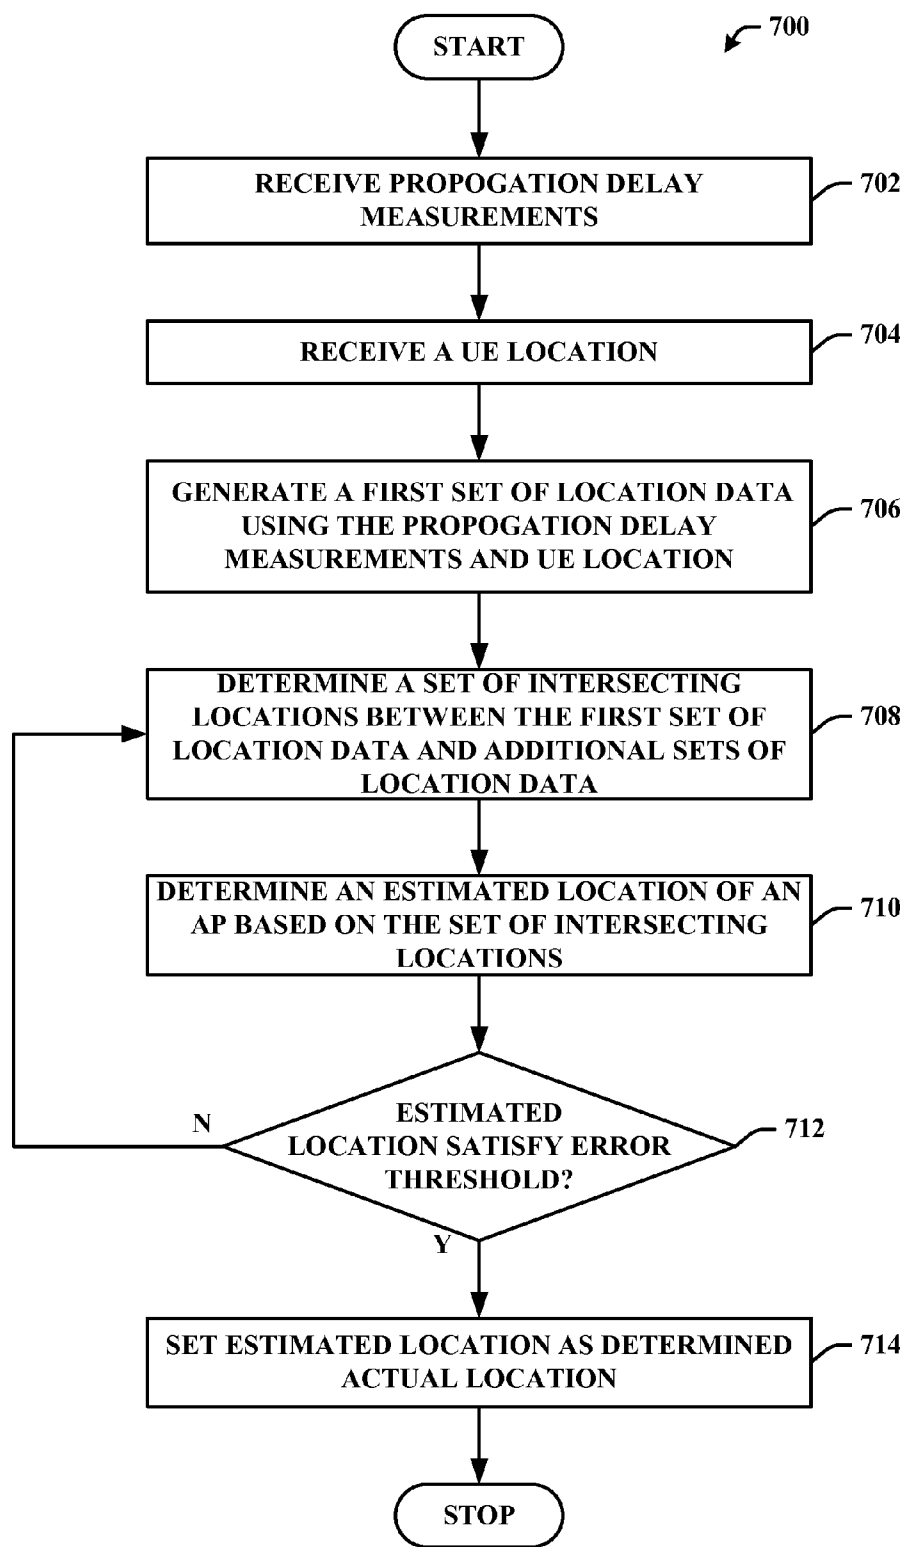 START
700
RECEIVE PROPOGATION DELAY
MEASUREMENTS
702
RECEIVE A UE LOCATION
704
GENERATE A FIRST SET OF LOCATION DATA
USING THE PROPOGATION DELAY
MEASUREMENTS AND UE LOCATION
706
DETERMINE A SET OF INTERSECTING
LOCATIONS BETWEEN THE FIRST SET OF
LOCATION DATA AND ADDITIONAL SETS OF
LOCATION DATA
708
DETERMINE AN ESTIMATED LOCATION OF AN
AP BASED ON THE SET OF INTERSECTING
LOCATIONS
710
N
ESTIMATED
LOCATION SATISFY ERROR
THRESHOLD?
712
Y
SET ESTIMATED LOCATION AS DETERMINED
ACTUAL LOCATION
714
STOP